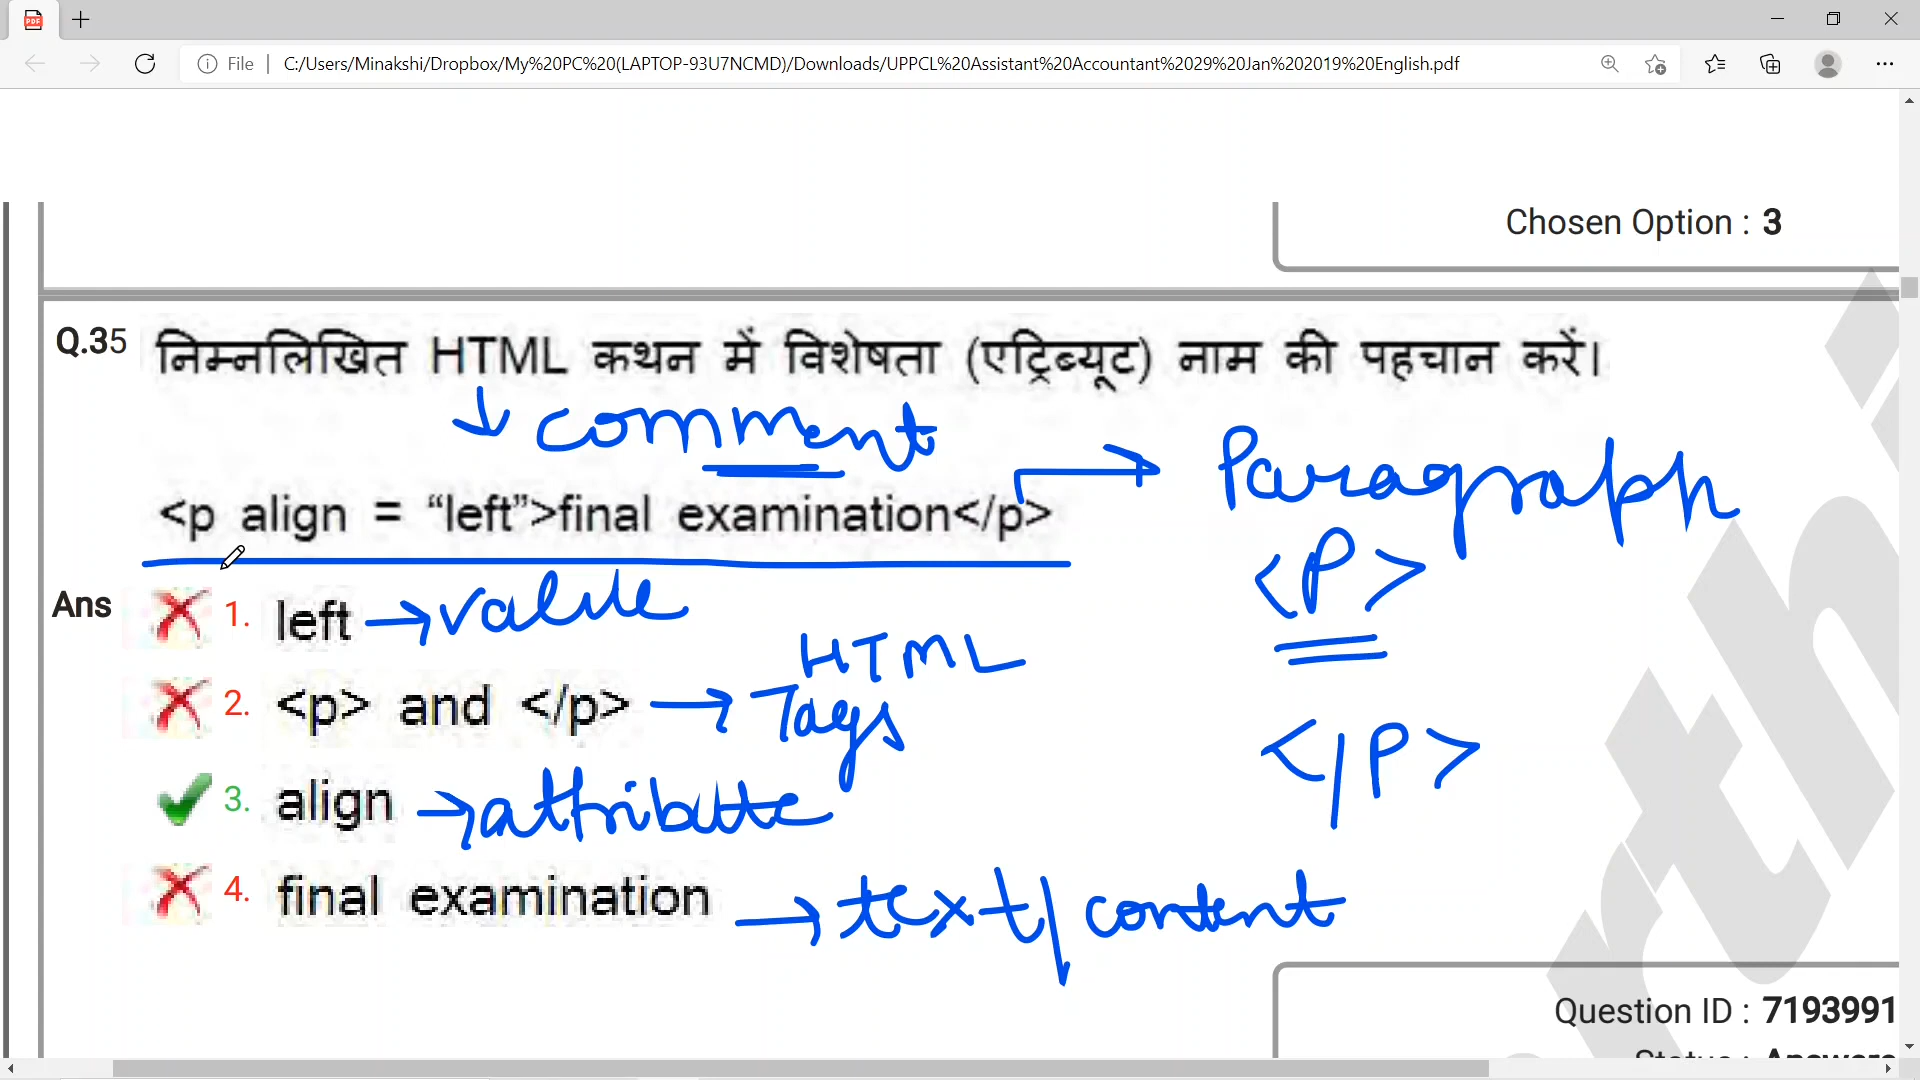 File
C:/Users/Minakshi/Dropbox/My%20PC%20(LAPTOP-93U7NCMD)/Downloads/UPPCL%20Assistant%20Accountant%2029%20Jan%202019%20English.pdf
Chosen Option : 3
Q.35 निम्नलिखित HTML कथन में विशेषता (एट्रिब्यूट) नाम की पहचान करें।
comment
Paragraph
<p align = “left”>final examination</p>
<P>
Ans
1. left → value
HTML
2. <p> and </p> → Tags
</P>
3. align → attribute
4. final examination → text/content
Question ID : 7193991